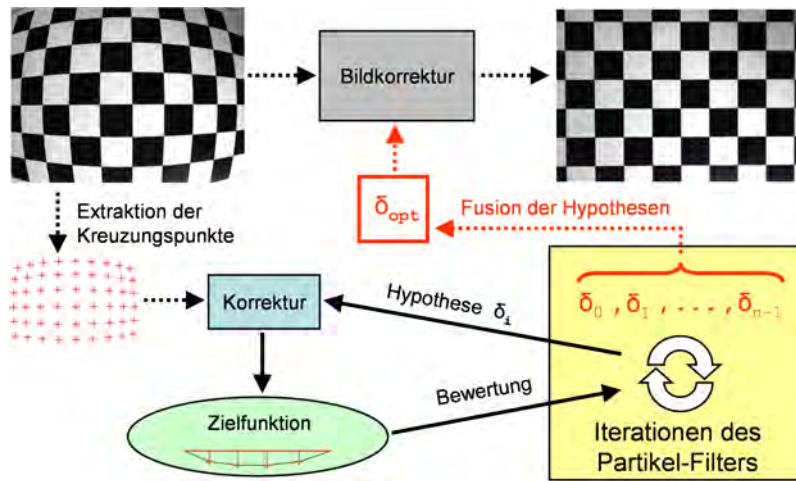 Bildkorrektur
δopt
Fusion der Hypothesen
Extraktion der
Kreuzungspunkte
Korrektur
Hypothese δi
δ0 , δ1 , - - - , δn-1
Zielfunktion
Bewertung
Iterationen des
Partikel-Filters